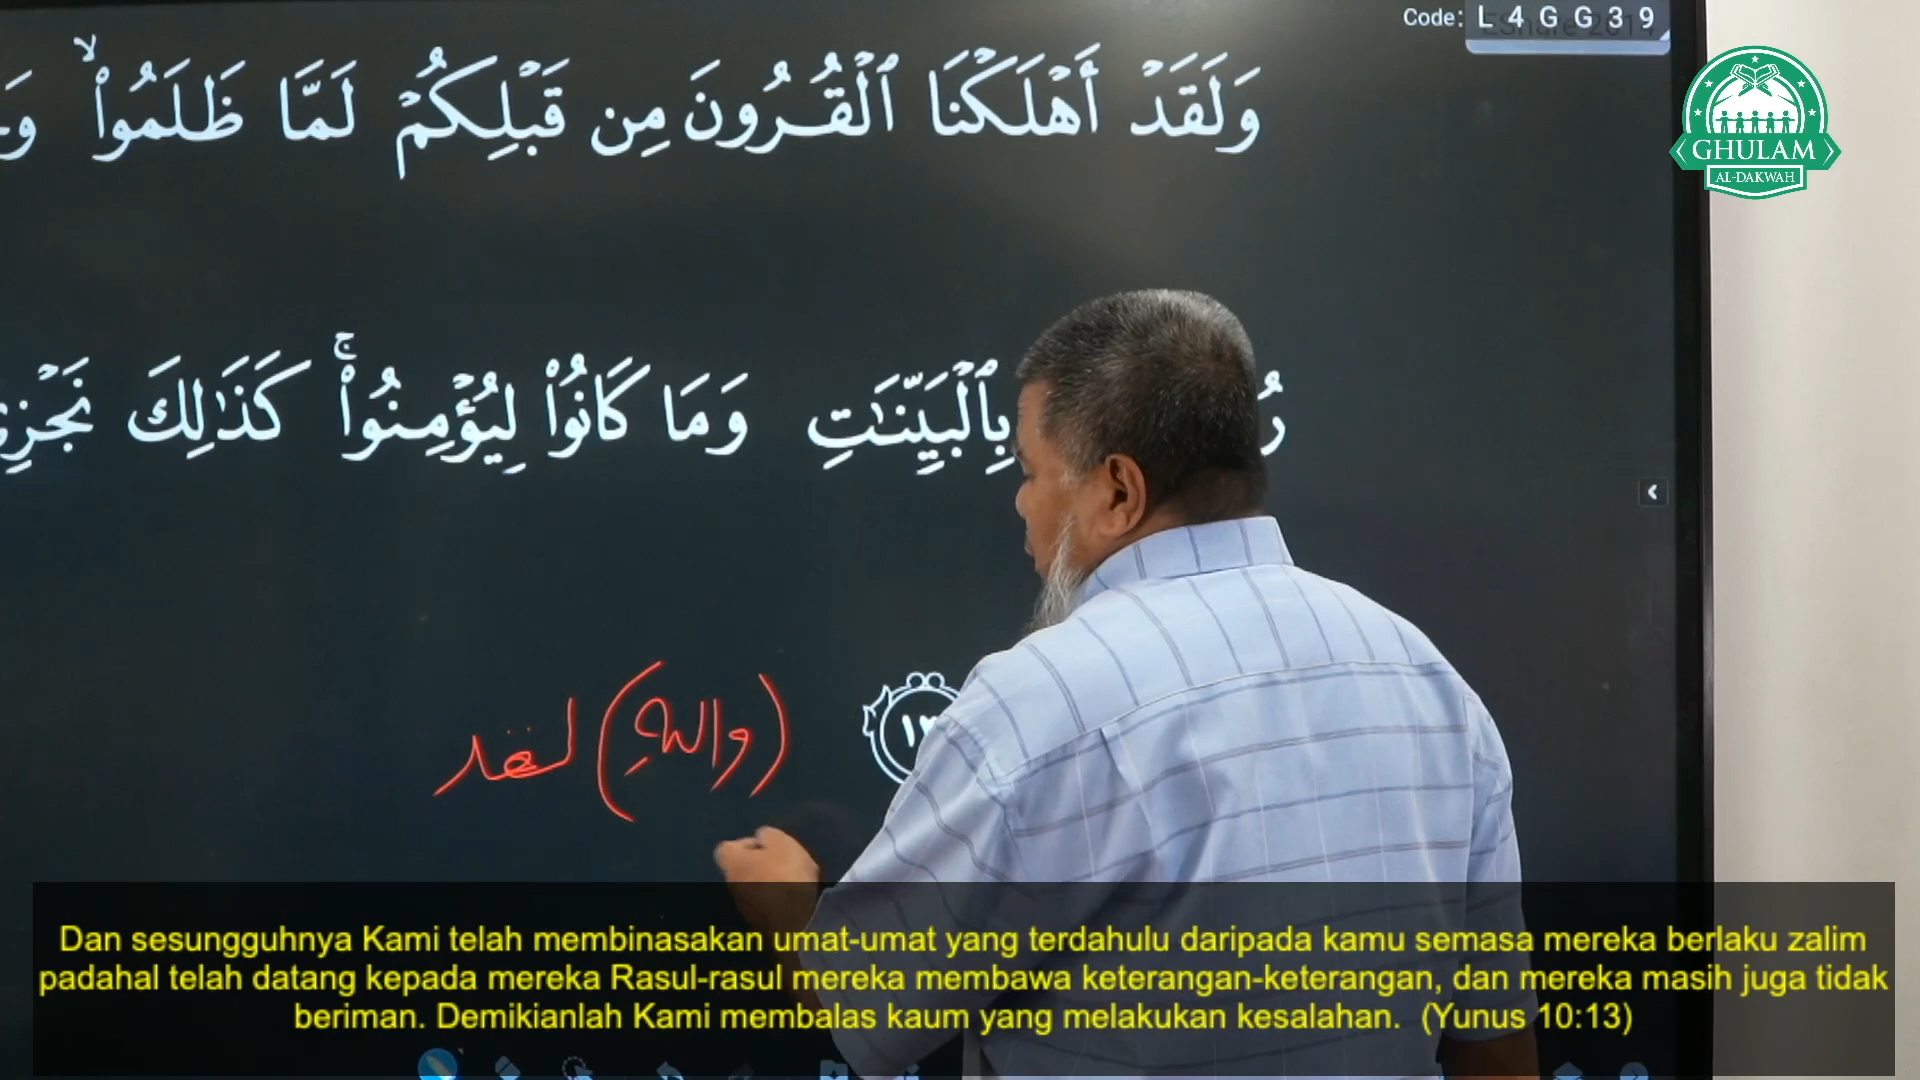 Code: L 4 G G 3 9
GHULAM
AL-DAKWAH
وَلَقَدْ أَهْلَكْنَا ٱلْقُرُونَ مِن قَبْلِكُمْ لَمَّا ظَلَمُوا۟ ۙ
بِٱلْبَيِّنَـٰتِ وَمَا كَانُوا۟ لِيُؤْمِنُوا۟ ۚ كَذَٰلِكَ نَجْزِى
(واللهِ) لقد
Dan sesungguhnya Kami telah membinasakan umat-umat yang terdahulu daripada kamu semasa mereka berlaku zalim
padahal telah datang kepada mereka Rasul-rasul mereka membawa keterangan-keterangan, dan mereka masih juga tidak
beriman. Demikianlah Kami membalas kaum yang melakukan kesalahan. (Yunus 10:13)